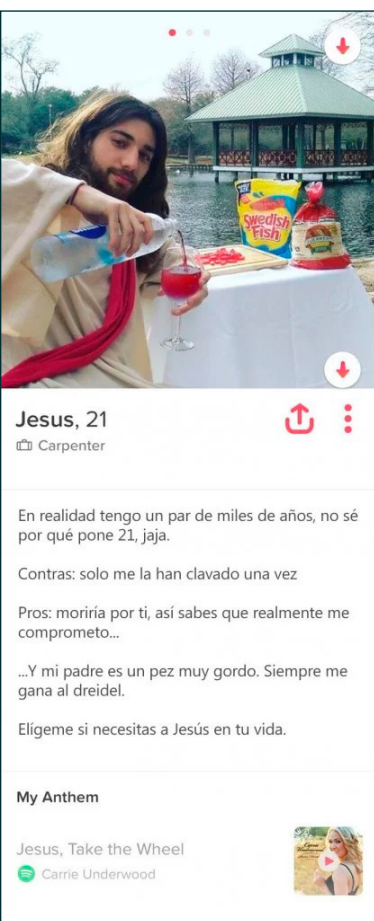 Swedish
Fish
Jesus, 21
Carpenter
En realidad tengo un par de miles de años, no sé
por qué pone 21, jaja.
Contras: solo me la han clavado una vez
Pros: moriría por ti, así sabes que realmente me
comprometo...
...Y mi padre es un pez muy gordo. Siempre me
gana al dreidel.
Elígeme si necesitas a Jesús en tu vida.
My Anthem
Jesus, Take the Wheel
Carrie Underwood